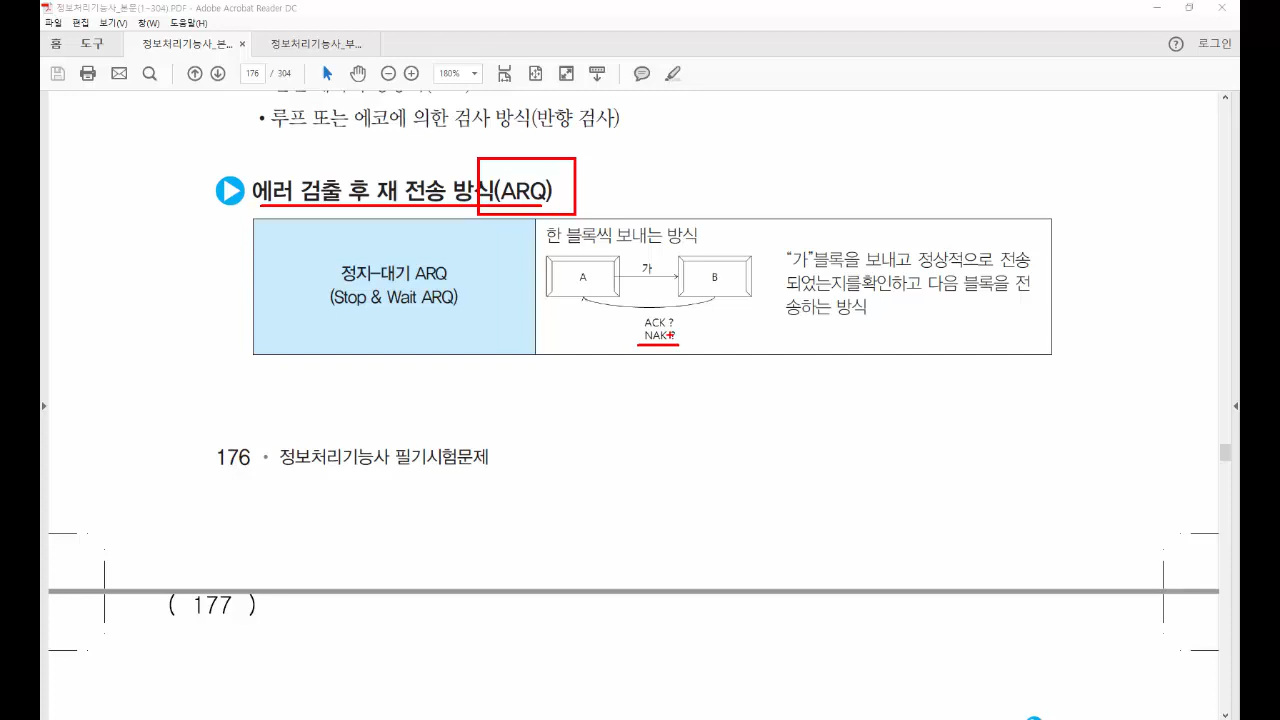 정보처리기능사_본문(1~304).PDF - Adobe Acrobat Reader DC
파일 편집 보기(V) 창(W) 도움말(H)
홈 도구 정보처리기능사_본... × 정보처리기능사_부... 로그인
176 / 304 180%
• 루프 또는 에코에 의한 검사 방식(반향 검사)
에러 검출 후 재 전송 방식(ARQ)
정지-대기 ARQ
(Stop & Wait ARQ)
한 블록씩 보내는 방식
A 가 B
ACK ?
NAK ?
"가"블록을 보내고 정상적으로 전송
되었는지를확인하고 다음 블록을 전
송하는 방식
176 • 정보처리기능사 필기시험문제
( 177 )